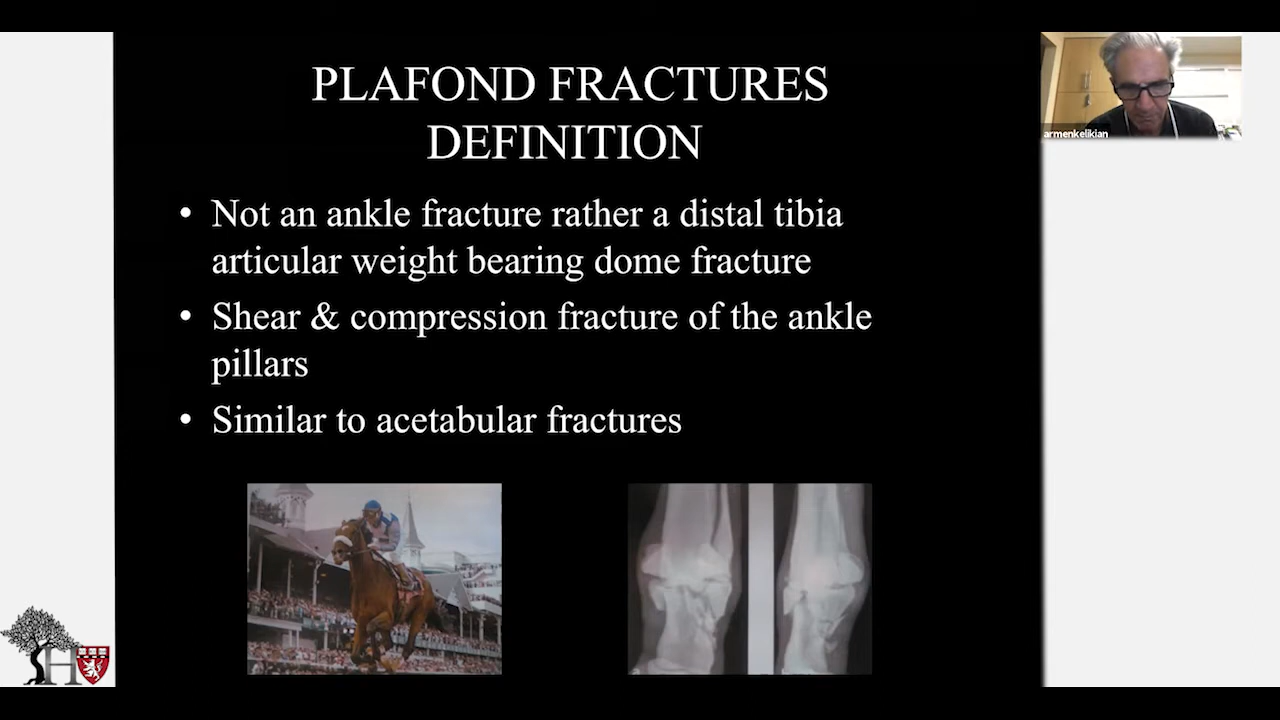 PLAFOND FRACTURES
DEFINITION
• Not an ankle fracture rather a distal tibia
articular weight bearing dome fracture
• Shear & compression fracture of the ankle
pillars
• Similar to acetabular fractures
armenkelikian
H